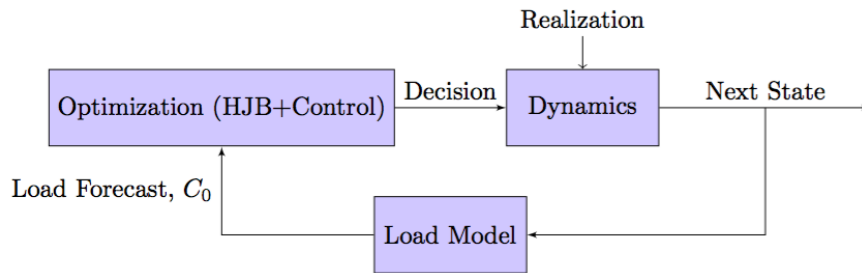 Realization
Optimization (HJB+Control)
Decision
Dynamics
Next State
Load Forecast, C₀
Load Model